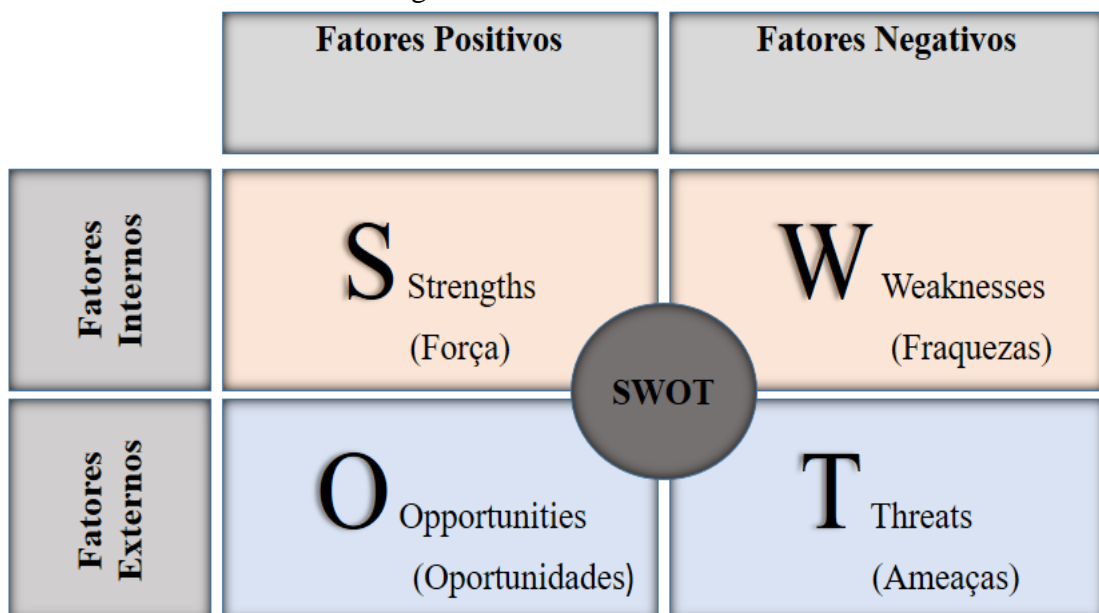 Fatores Positivos
Fatores Negativos
Fatores
Internos
S Strengths
(Força)
W Weaknesses
(Fraquezas)
SWOT
Fatores
Externos
O Opportunities
(Oportunidades)
T Threats
(Ameaças)